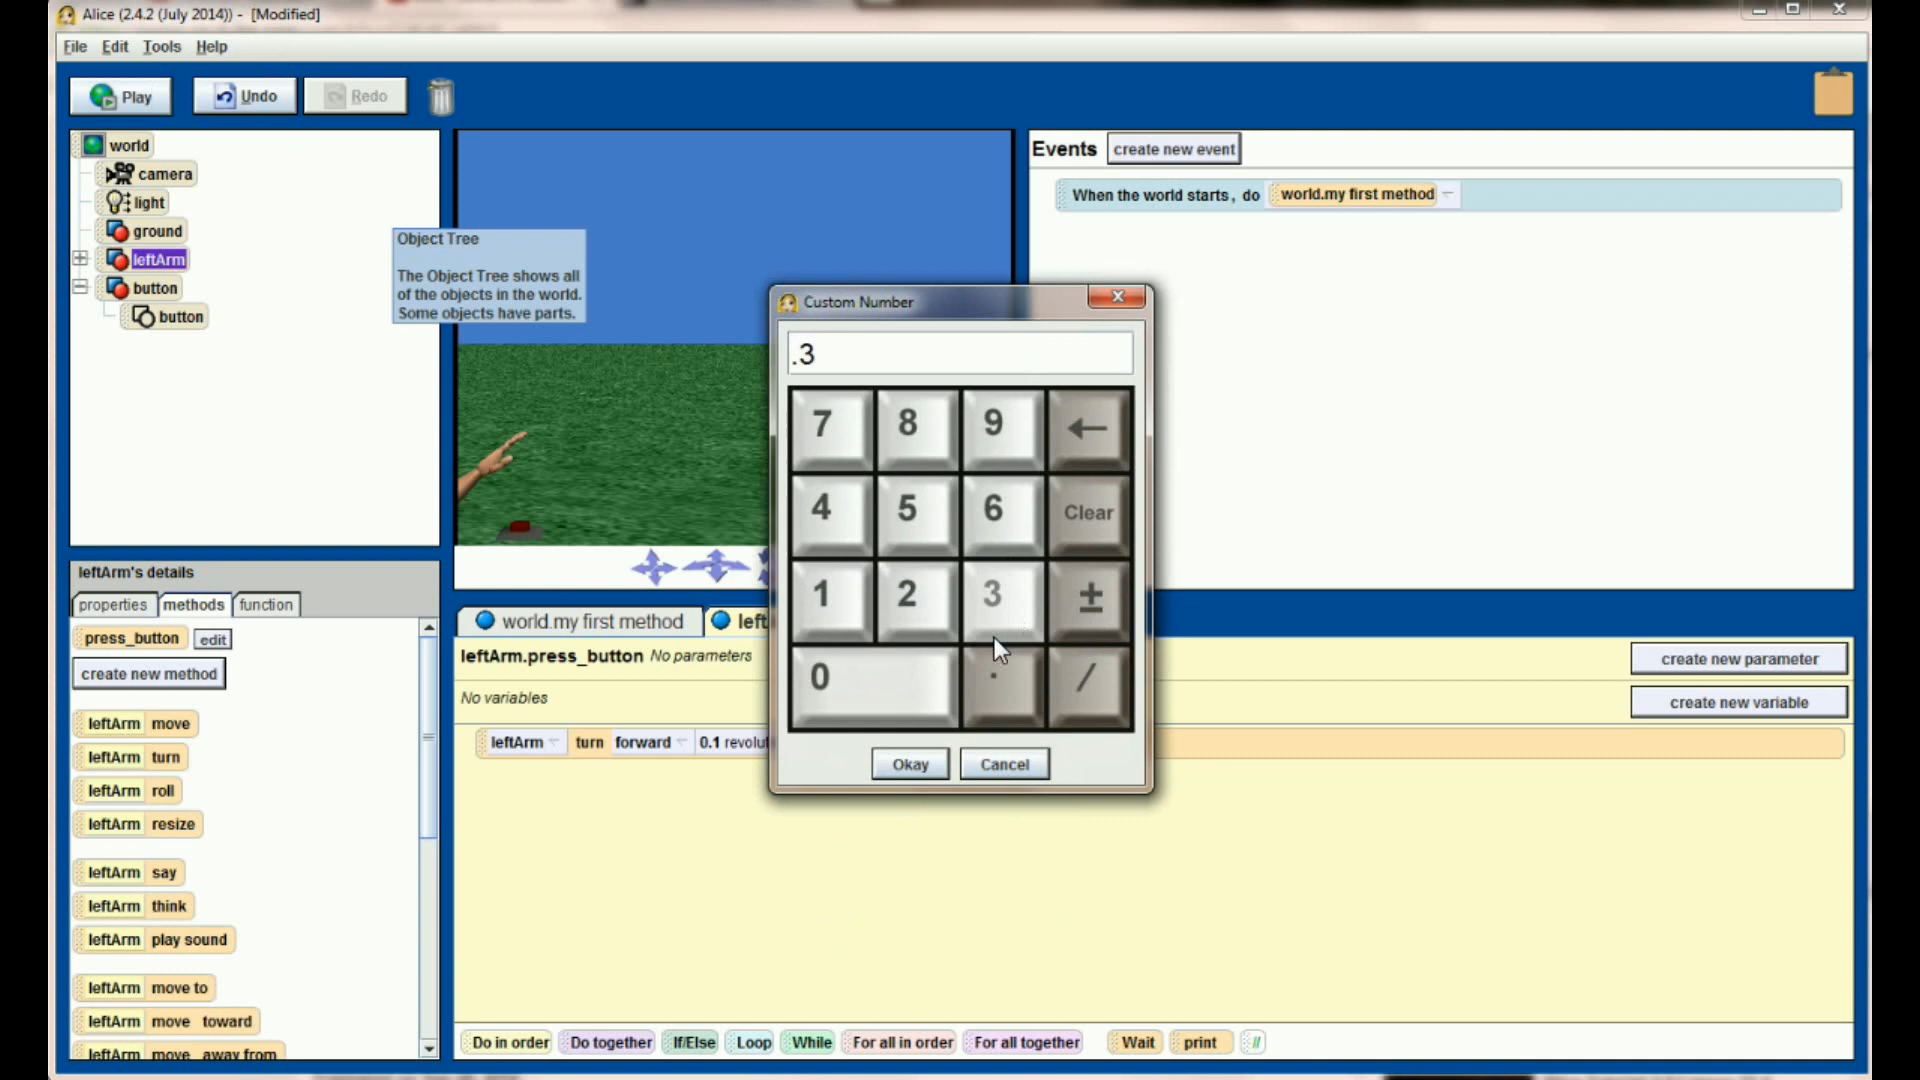 Alice (2.4.2 (July 2014)) - [Modified]
File Edit Tools Help
Play Undo Redo
world
camera
light
ground
leftArm
button
button
Object Tree
The Object Tree shows all
of the objects in the world.
Some objects have parts.
Events create new event
When the world starts, do world.my first method
Custom Number
.3
7 8 9 ←
4 5 6 Clear
1 2 3 ±
0 . /
Okay Cancel
leftArm's details
properties methods function
press_button edit
create new method
leftArm move
leftArm turn
leftArm roll
leftArm resize
leftArm say
leftArm think
leftArm play sound
leftArm move to
leftArm move toward
leftArm move away from
world.my first method
leftArm.press_button No parameters
create new parameter
No variables
create new variable
leftArm turn forward 0.1
Do in order Do together If/Else Loop While For all in order For all together Wait print //